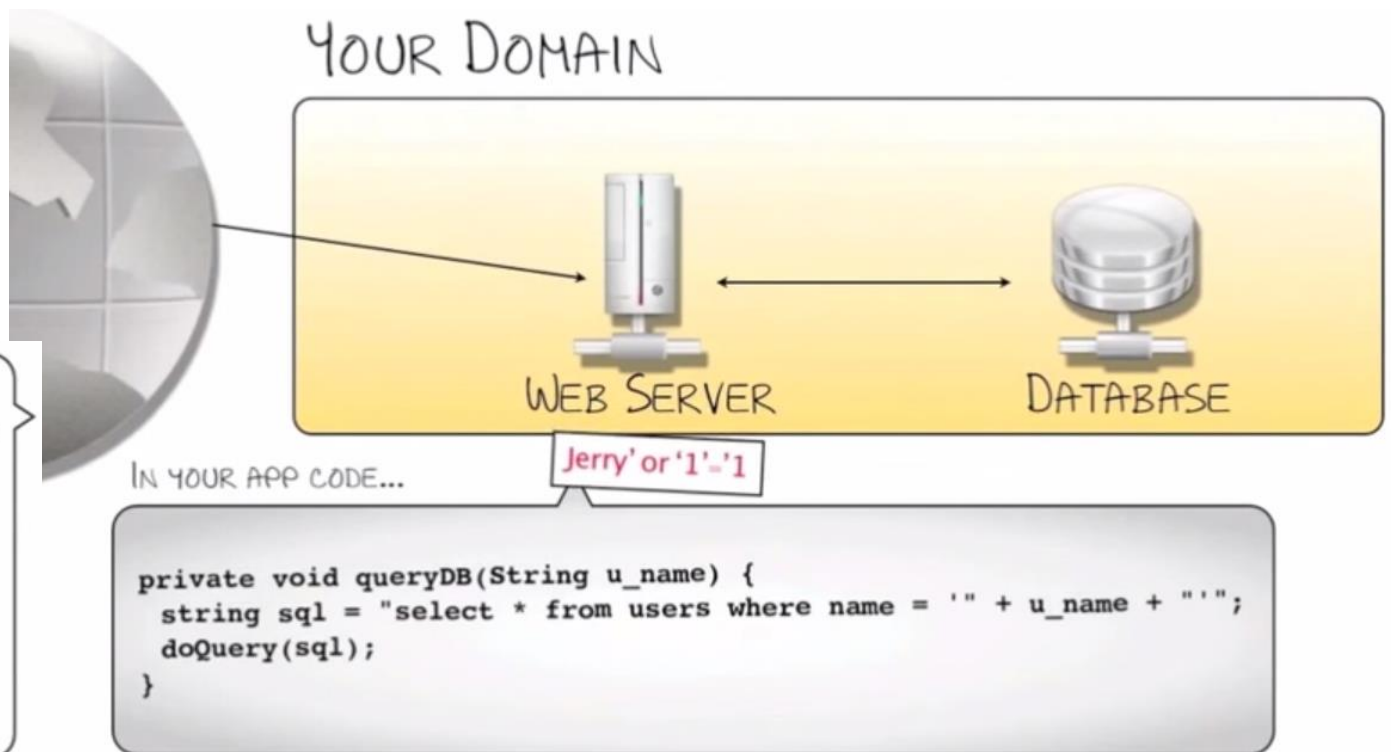 YOUR DOMAIN
WEB SERVER
DATABASE
IN YOUR APP CODE...
Jerry' or '1'='1
private void queryDB(String u_name) {
string sql = "select * from users where name = '" + u_name + "'";
doQuery(sql);
}